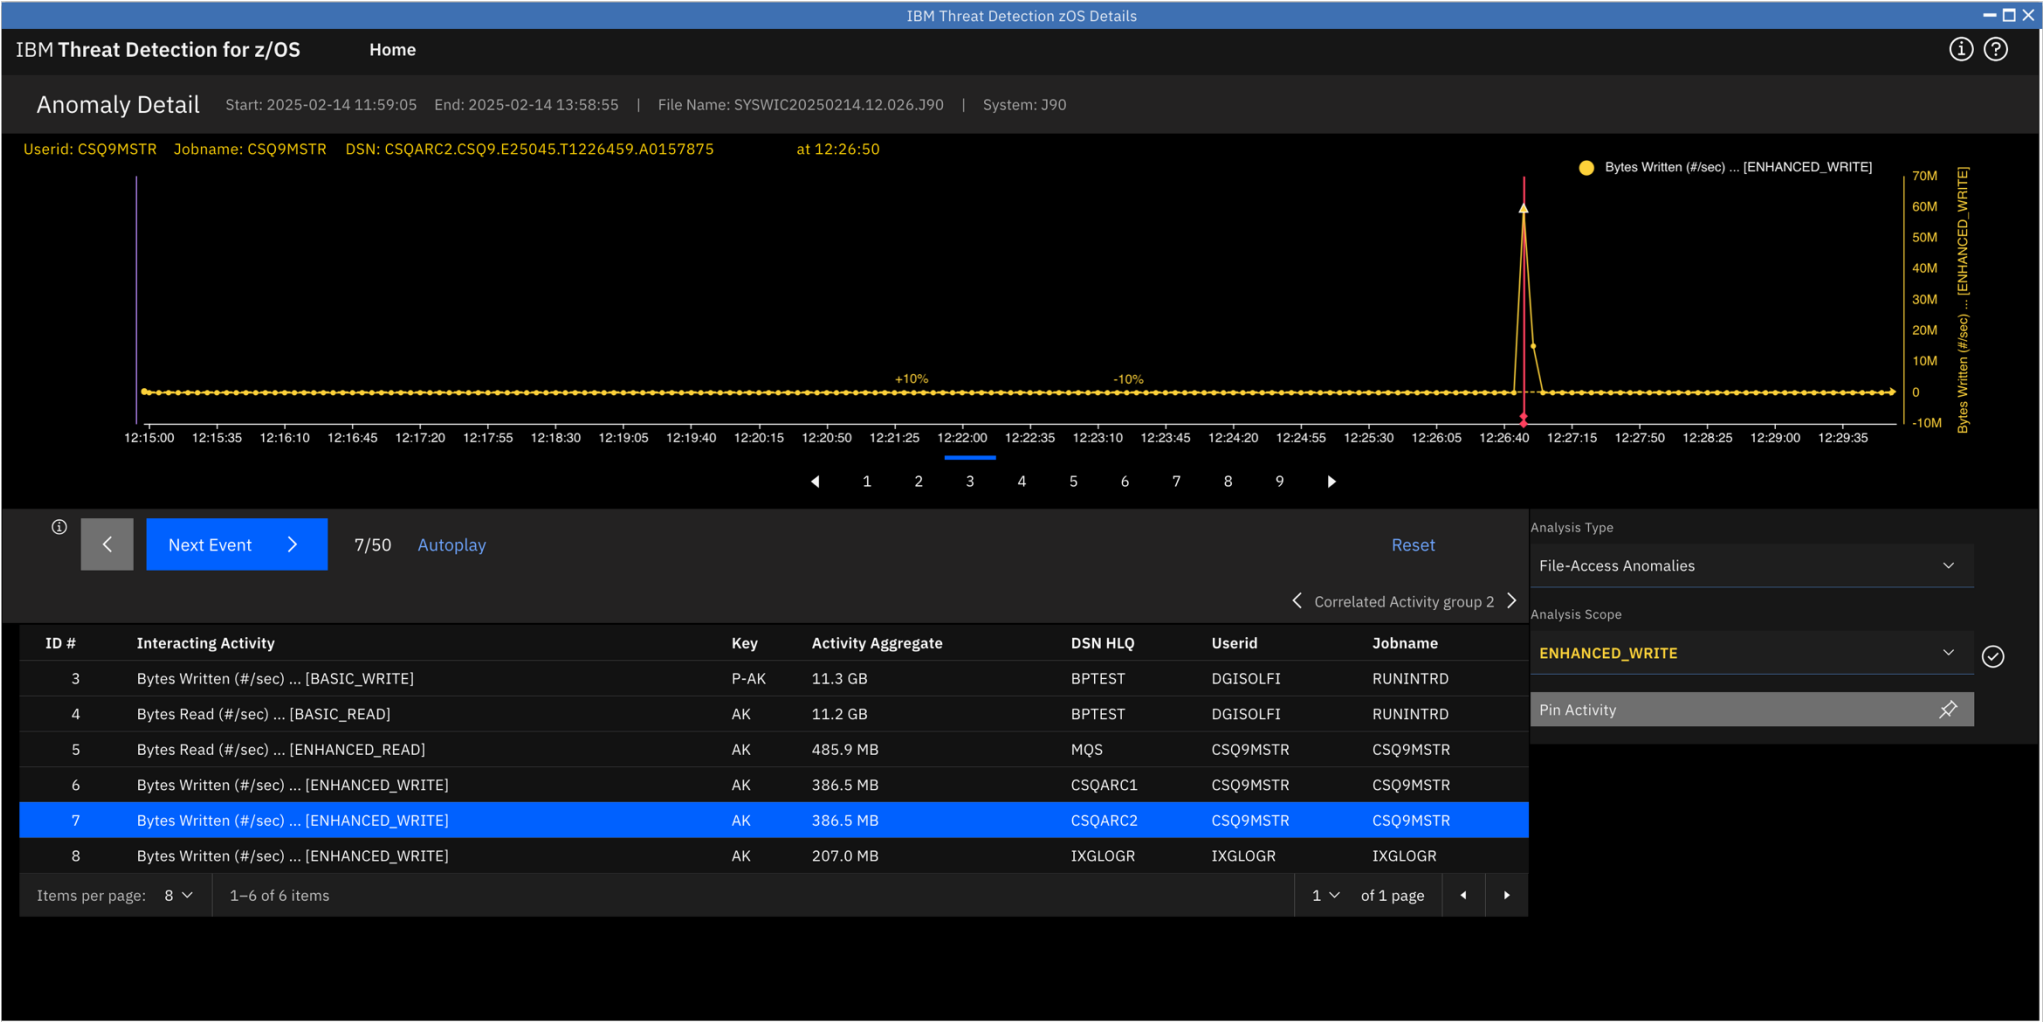 IBM Threat Detection zOS Details
IBM Threat Detection for z/OS Home
Anomaly Detail Start: 2025-02-14 11:59:05 End: 2025-02-14 13:58:55 | File Name: SYSWIC20250214.12.026.J90 | System: J90
Userid: CSQ9MSTR Jobname: CSQ9MSTR DSN: CSQARC2.CSQ9.E25045.T1226459.A0157875 at 12:26:50
Bytes Written (#/sec) ... [ENHANCED_WRITE]
70M
60M
50M
40M
30M
20M
10M
0
-10M
Bytes Written (#/sec) ... [ENHANCED_WRITE]
+10% -10%
12:15:00 12:15:35 12:16:10 12:16:45 12:17:20 12:17:55 12:18:30 12:19:05 12:19:40 12:20:15 12:20:50 12:21:25 12:22:00 12:22:35 12:23:10 12:23:45 12:24:20 12:24:55 12:25:30 12:26:05 12:26:40 12:27:15 12:27:50 12:28:25 12:29:00 12:29:35
1 2 3 4 5 6 7 8 9
Next Event 7/50 Autoplay Reset
Correlated Activity group 2
ID # Interacting Activity Key Activity Aggregate DSN HLQ Userid Jobname
3 Bytes Written (#/sec) ... [BASIC_WRITE] P-AK 11.3 GB BPTEST DGISOLFI RUNINTRD
4 Bytes Read (#/sec) ... [BASIC_READ] AK 11.2 GB BPTEST DGISOLFI RUNINTRD
5 Bytes Read (#/sec) ... [ENHANCED_READ] AK 485.9 MB MQS CSQ9MSTR CSQ9MSTR
6 Bytes Written (#/sec) ... [ENHANCED_WRITE] AK 386.5 MB CSQARC1 CSQ9MSTR CSQ9MSTR
7 Bytes Written (#/sec) ... [ENHANCED_WRITE] AK 386.5 MB CSQARC2 CSQ9MSTR CSQ9MSTR
8 Bytes Written (#/sec) ... [ENHANCED_WRITE] AK 207.0 MB IXGLOGR IXGLOGR IXGLOGR
Items per page: 8 1–6 of 6 items 1 of 1 page
Analysis Type
File-Access Anomalies
Analysis Scope
ENHANCED_WRITE
Pin Activity